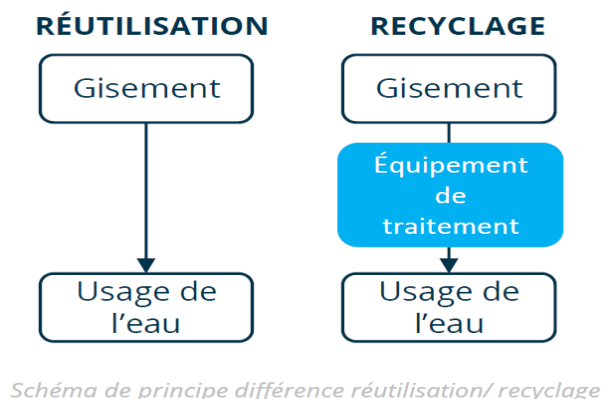 RÉUTILISATION
Gisement
Usage de
l'eau
RECYCLAGE
Gisement
Équipement
de
traitement
Usage de
l'eau
Schéma de principe différence réutilisation/ recyclage